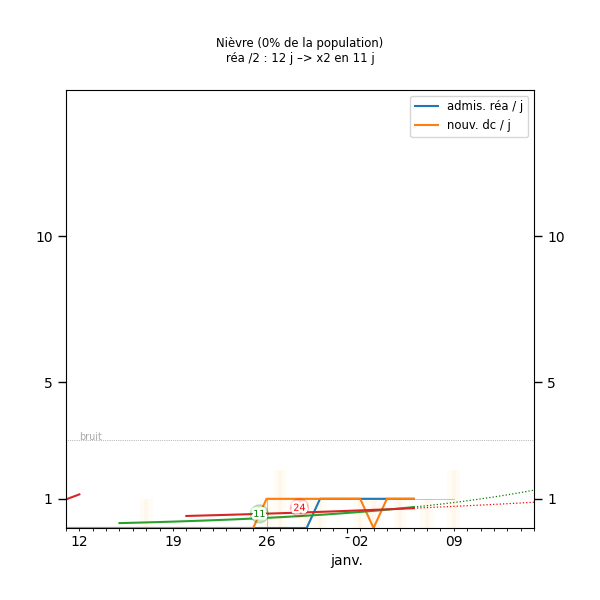 Nièvre (0% de la population)
réa /2 : 12 j –> x2 en 11 j
admis. réa / j
nouv. dc / j
10
10
5
5
bruit
1
1
11
24
12
19
26
02
09
janv.